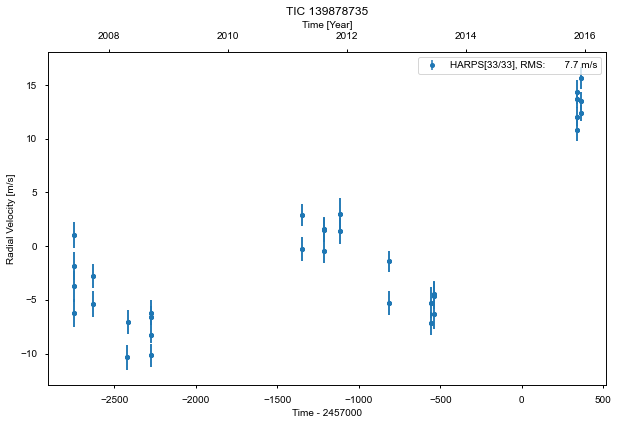 TIC 139878735
Time [Year]
2008 2010 2012 2014 2016
HARPS[33/33], RMS: 7.7 m/s
Radial Velocity [m/s]
15
10
5
0
−5
−10
−2500 −2000 −1500 −1000 −500 0 500
Time - 2457000